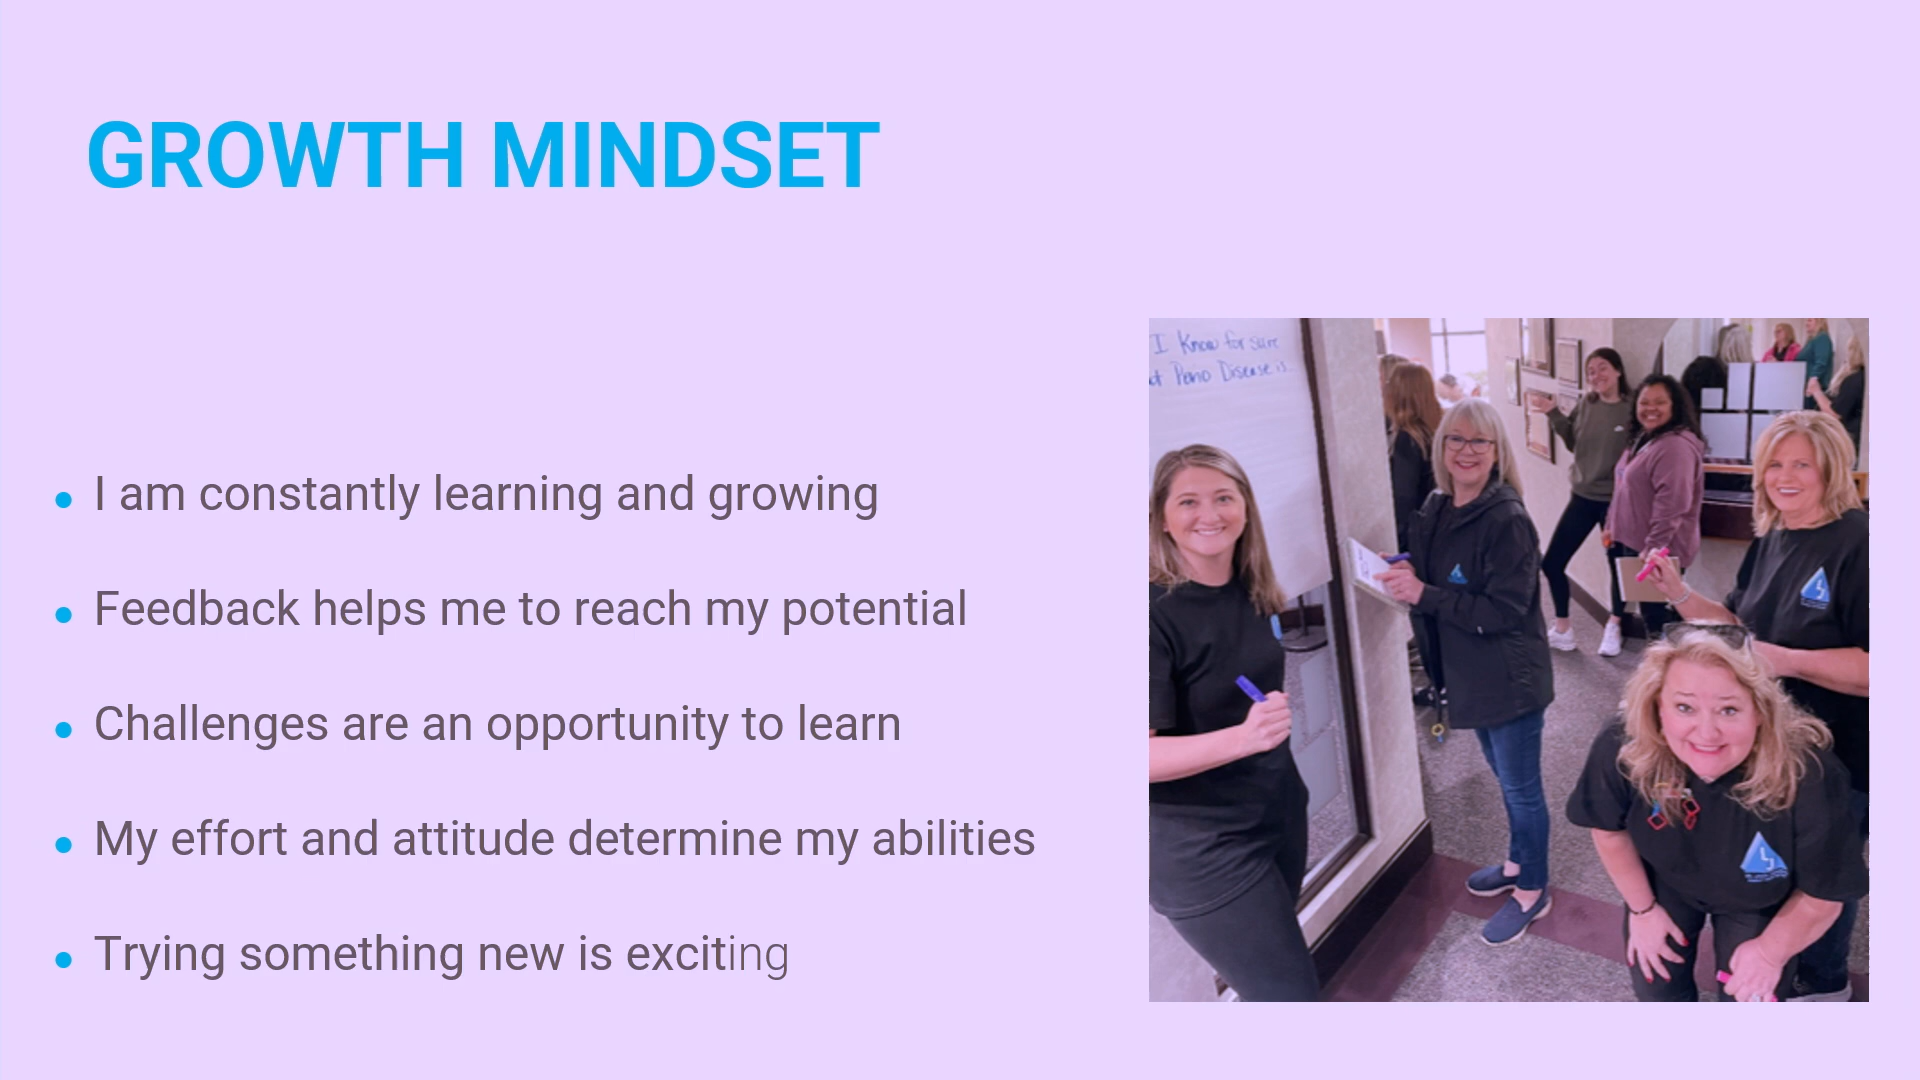 GROWTH MINDSET
I Know for sure
Perio Disease is
I am constantly learning and growing
Feedback helps me to reach my potential
Challenges are an opportunity to learn
My effort and attitude determine my abilities
Trying something new is exciting